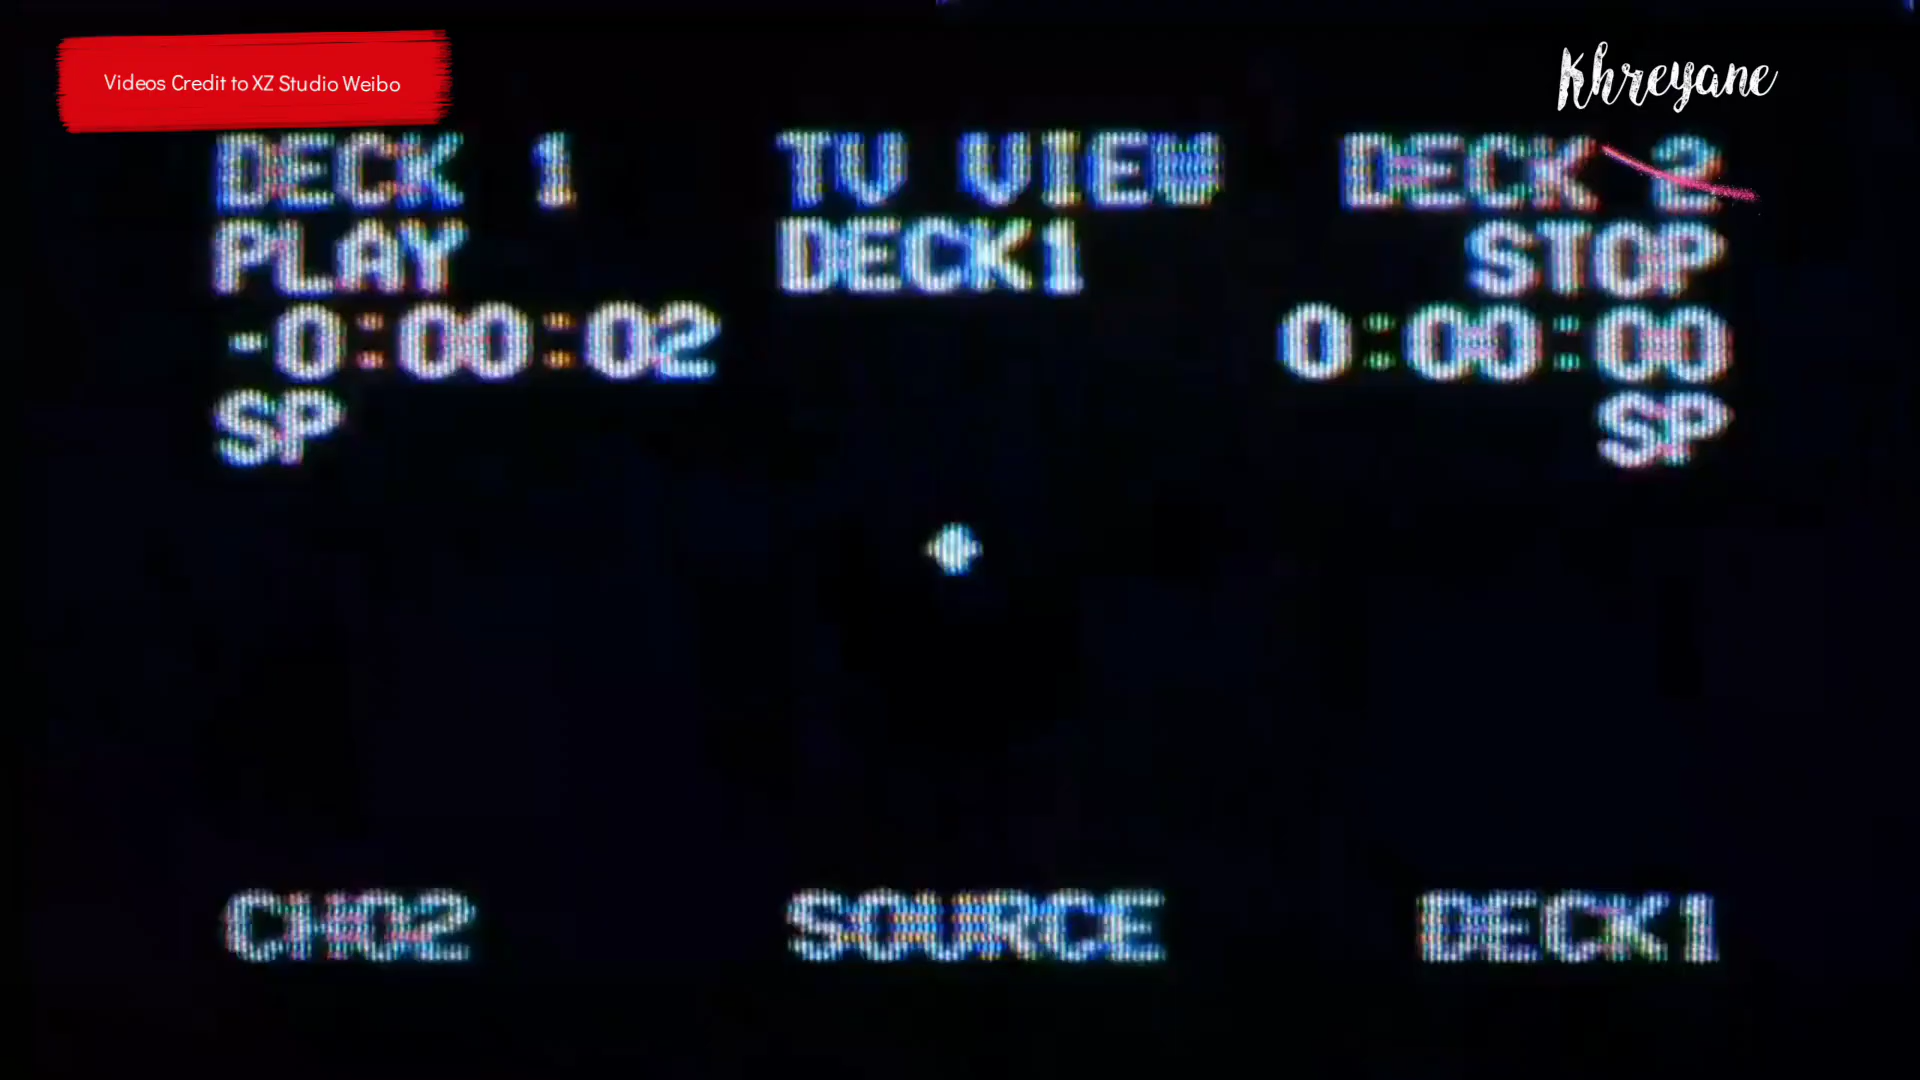 Videos Credit to XZ Studio Weibo
Khreyane
DECK 1 TV VIEW DECK 2
PLAY DECK1 STOP
-0:00:02 0:00:00
SP SP
CH02 SOURCE DECK1